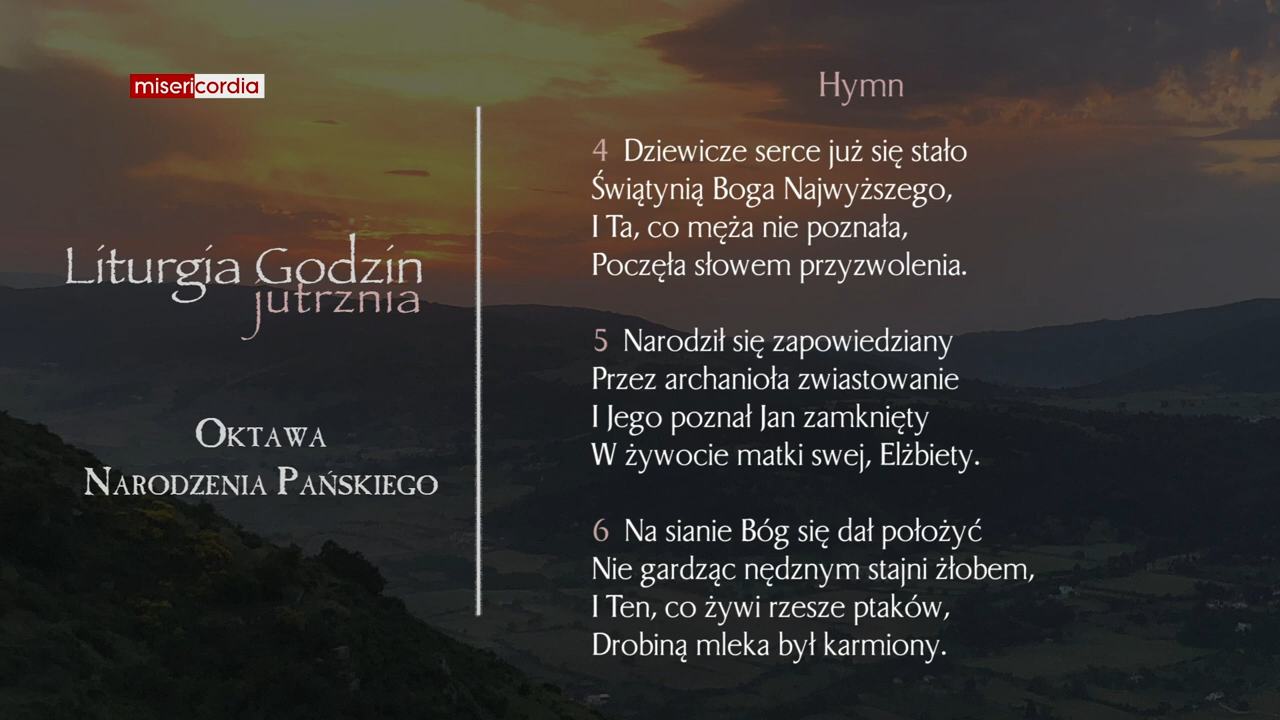 misericordia
Liturgia Godzin
jutrznia
Oktawa
Narodzenia Pańskiego
Hymn
4 Dziewicze serce już się stało
Świątynią Boga Najwyższego,
I Ta, co męża nie poznała,
Poczęła słowem przyzwolenia.
5 Narodził się zapowiedziany
Przez archanioła zwiastowanie
I Jego poznał Jan zamknięty
W żywocie matki swej, Elżbiety.
6 Na sianie Bóg się dał położyć
Nie gardząc nędznym stajni żłobem,
I Ten, co żywi rzesze ptaków,
Drobiną mleka był karmiony.